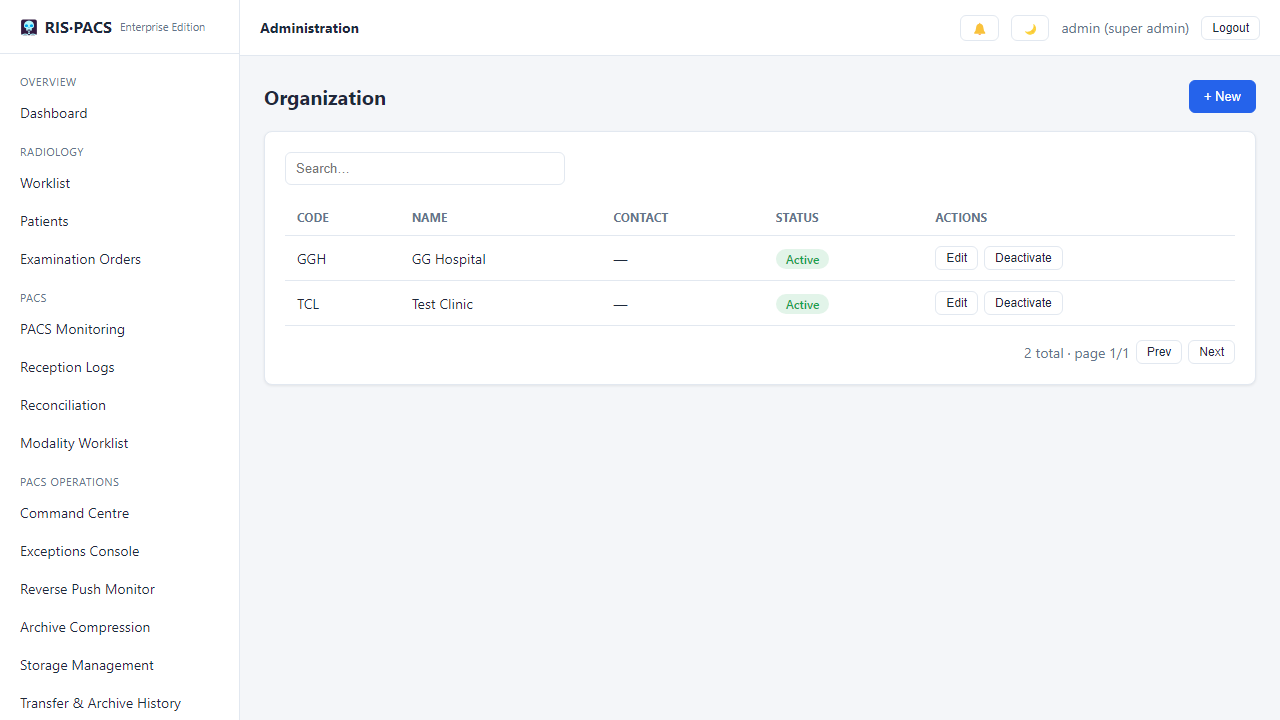 RIS·PACS Enterprise Edition
OVERVIEW
Dashboard
RADIOLOGY
Worklist
Patients
Examination Orders
PACS
PACS Monitoring
Reception Logs
Reconciliation
Modality Worklist
PACS OPERATIONS
Command Centre
Exceptions Console
Reverse Push Monitor
Archive Compression
Storage Management
Transfer & Archive History
Administration admin (super admin) Logout
Organization + New
Search...
CODE NAME CONTACT STATUS ACTIONS
GGH GG Hospital — Active Edit Deactivate
TCL Test Clinic — Active Edit Deactivate
2 total · page 1/1 Prev Next